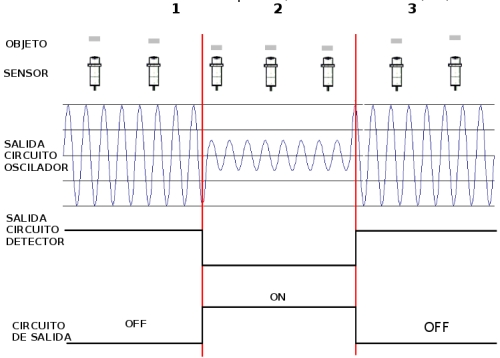 1 2 3
OBJETO
SENSOR
SALIDA
CIRCUITO
OSCILADOR
SALIDA
CIRCUITO
DETECTOR
ON
OFF
OFF
CIRCUITO
DE SALIDA